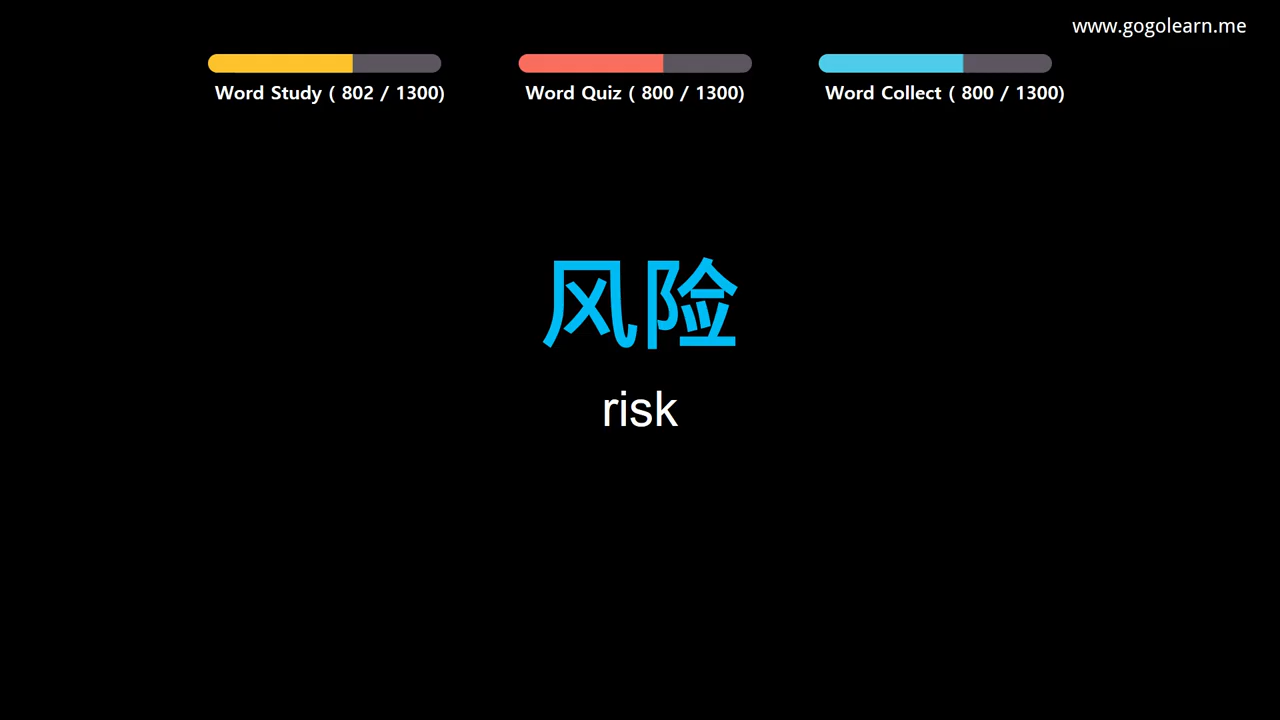 www.gogolearn.me
Word Study ( 802 / 1300)
Word Quiz ( 800 / 1300)
Word Collect ( 800 / 1300)
风险
risk